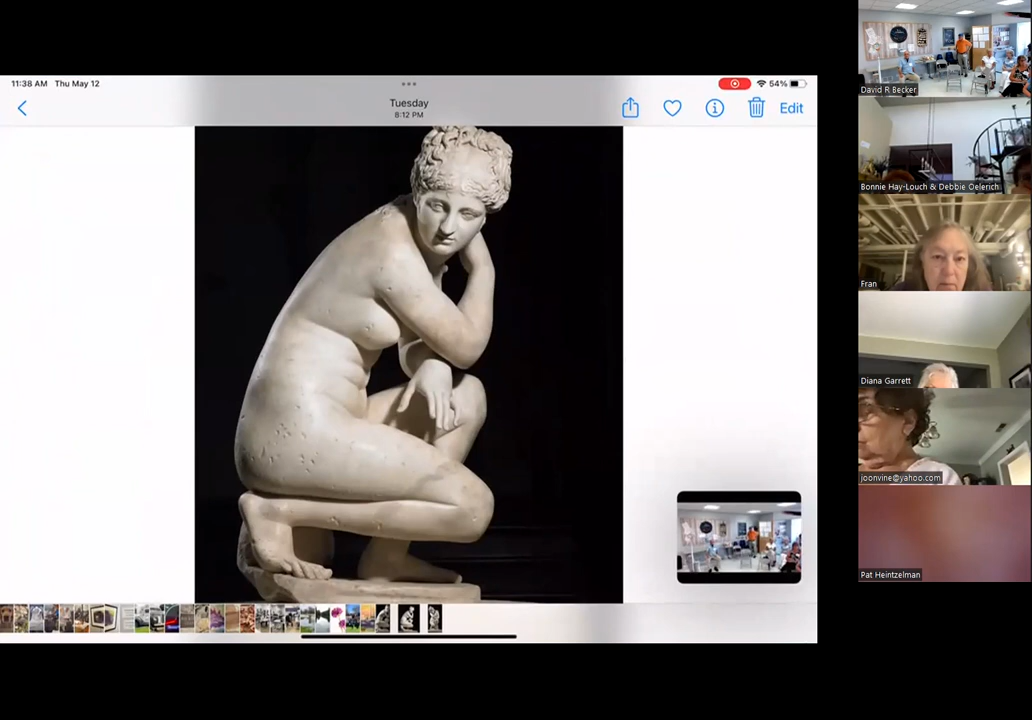 11:38 AM Thu May 12
54%
Tuesday
8:12 PM
Edit
David R Becker
Bonnie Hay-Louch & Debbie Oelerich
Fran
Diana Garrett
joonvine@yahoo.com
Pat Heintzelman